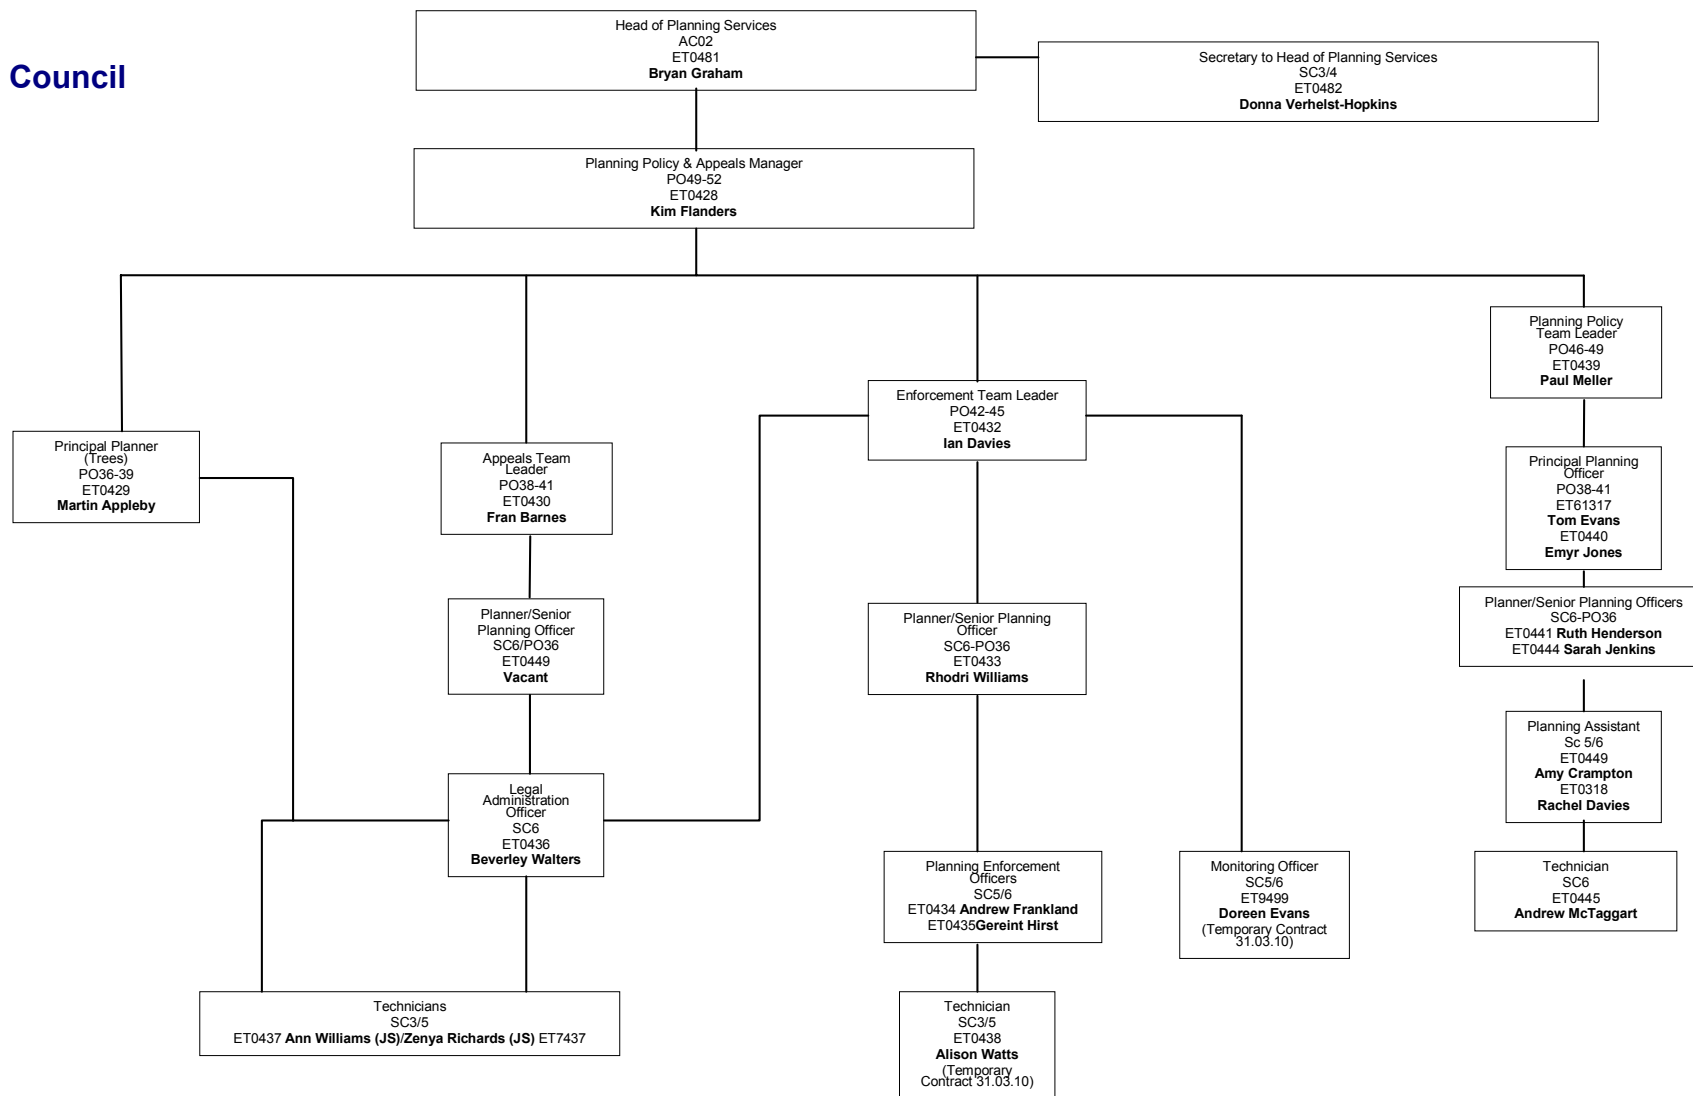 Council
Head of Planning Services
AC02
ET0481
Bryan Graham
Secretary to Head of Planning Services
SC3/4
ET0482
Donna Verhelst-Hopkins
Planning Policy & Appeals Manager
PO49-52
ET0428
Kim Flanders
Principal Planner
(Trees)
PO36-39
ET0429
Martin Appleby
Appeals Team
Leader
PO38-41
ET0430
Fran Barnes
Enforcement Team Leader
PO42-45
ET0432
Ian Davies
Planning Policy
Team Leader
PO46-49
ET0439
Paul Meller
Principal Planning
Officer
PO38-41
ET61317
Tom Evans
ET0440
Emyr Jones
Planner/Senior
Planning Officer
SC6/PO36
ET0449
Vacant
Planner/Senior Planning
Officer
SC6-PO36
ET0433
Rhodri Williams
Planner/Senior Planning Officers
SC6-PO36
ET0441 Ruth Henderson
ET0444 Sarah Jenkins
Planning Assistant
Sc 5/6
ET0449
Amy Crampton
ET0318
Rachel Davies
Legal
Administration
Officer
SC6
ET0436
Beverley Walters
Planning Enforcement
Officers
SC5/6
ET0434 Andrew Frankland
ET0435Gereint Hirst
Monitoring Officer
SC5/6
ET9499
Doreen Evans
(Temporary Contract
31.03.10)
Technician
SC6
ET0445
Andrew McTaggart
Technicians
SC3/5
ET0437 Ann Williams (JS)/Zenya Richards (JS) ET7437
Technician
SC3/5
ET0438
Alison Watts
(Temporary
Contract 31.03.10)